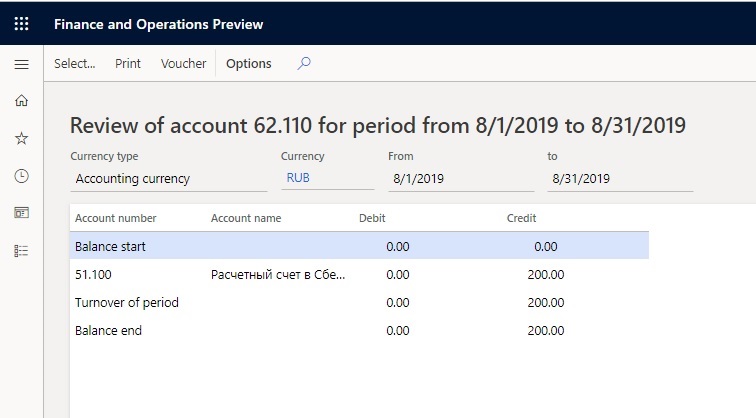 Finance and Operations Preview
Select... Print Voucher Options
Review of account 62.110 for period from 8/1/2019 to 8/31/2019
Currency type Currency From to
Accounting currency RUB 8/1/2019 8/31/2019
Account number Account name Debit Credit
Balance start 0.00 0.00
51.100 Расчетный счет в Сбе... 0.00 200.00
Turnover of period 0.00 200.00
Balance end 0.00 200.00